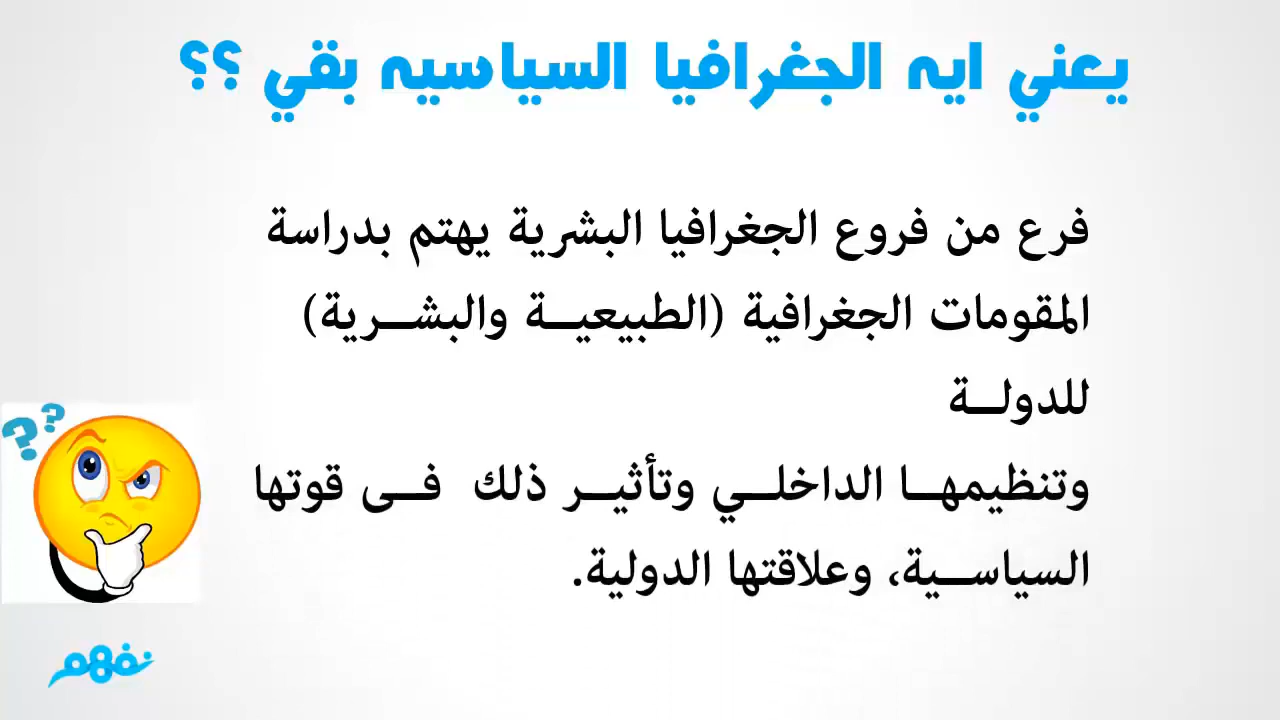 يعني ايه الجغرافيا السياسيه بقي ؟؟
فرع من فروع الجغرافيا البشرية يهتم بدراسة
المقومات الجغرافية (الطبيعيـة والبشـرية)
للدولـة
وتنظيمهـا الداخلـي وتأثيـر ذلك فـى قوتها
السياسـية، وعلاقتها الدولية.
??
نفهم